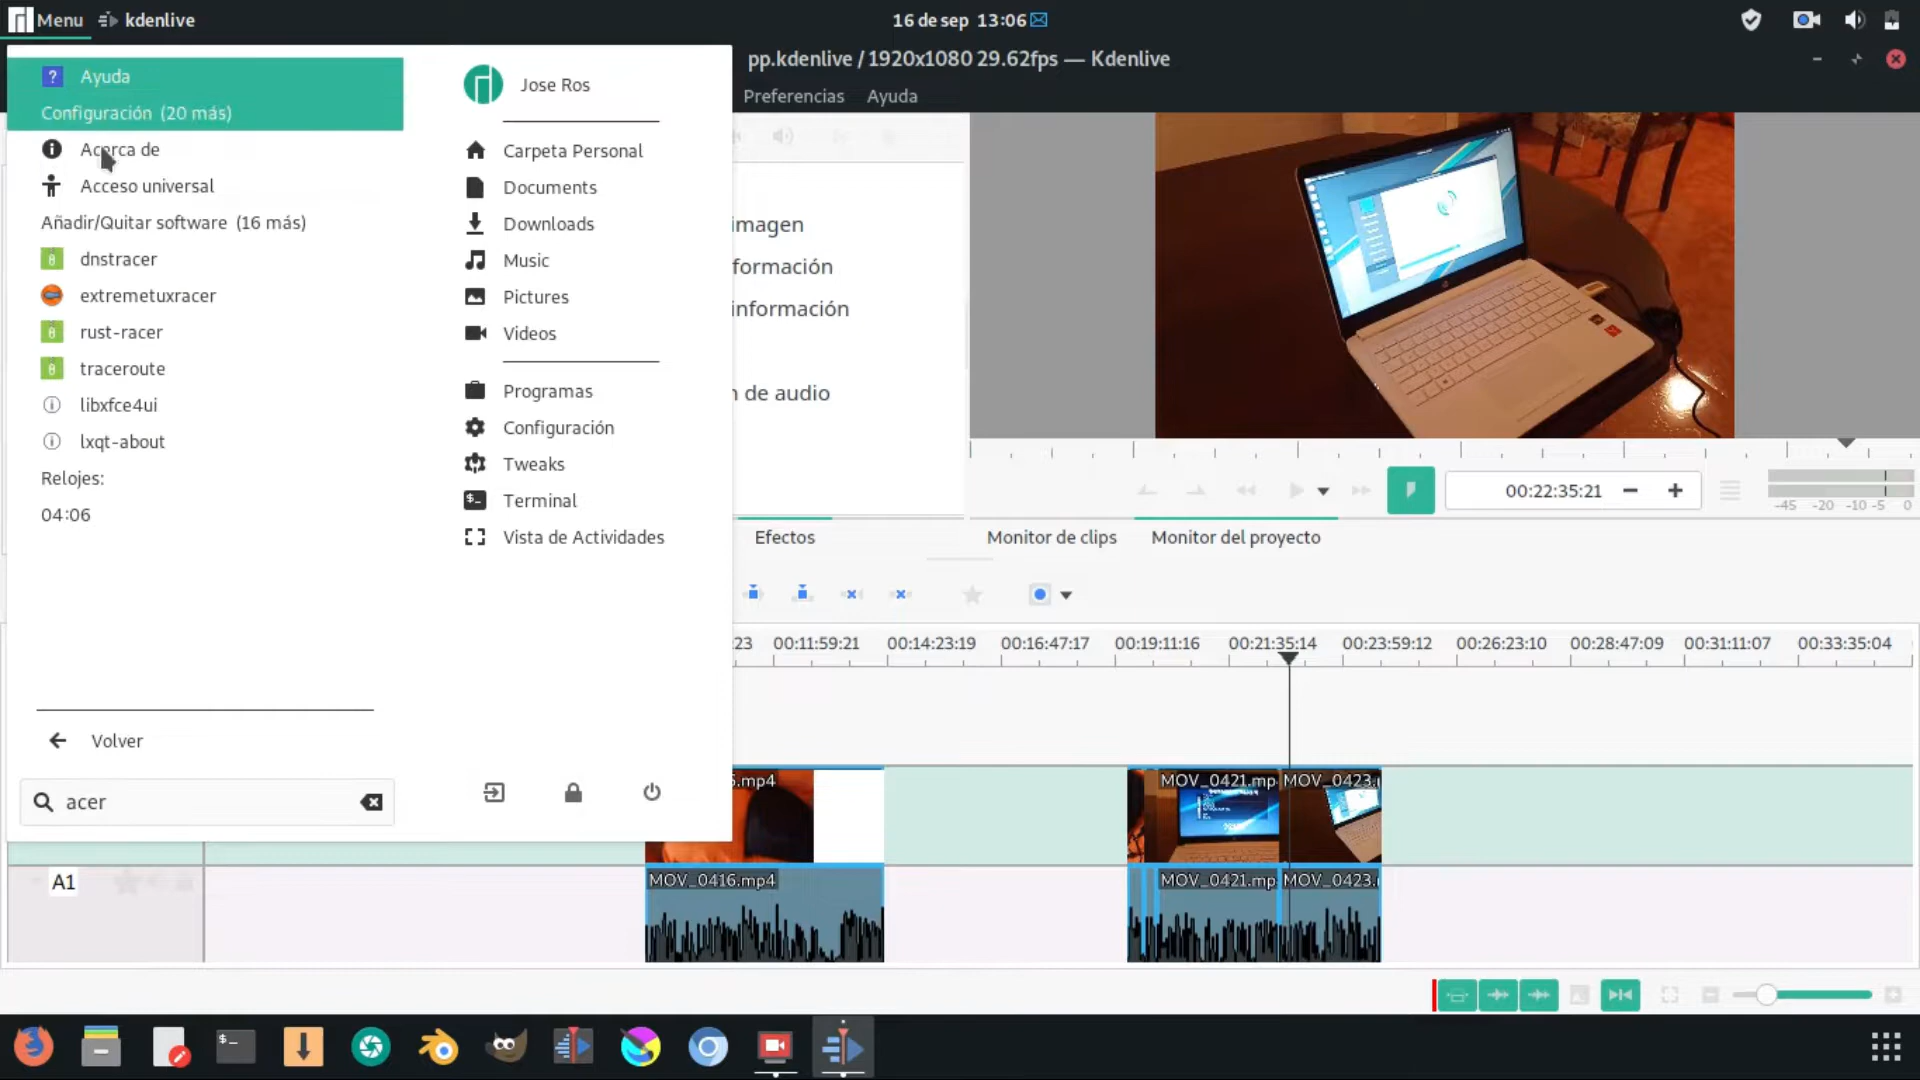 Menu kdenlive 16 de sep 13:06
pp.kdenlive / 1920x1080 29.62fps — Kdenlive
Preferencias Ayuda
Ayuda
Configuración (20 más)
Acerca de
Acceso universal
Añadir/Quitar software (16 más)
dnstracer
extremetuxracer
rust-racer
traceroute
libxfce4ui
lxqt-about
Relojes:
04:06
Volver
acer
Jose Ros
Carpeta Personal
Documents
Downloads
Music
Pictures
Videos
Programas
Configuración
Tweaks
Terminal
Vista de Actividades
imagen
formación
información
n de audio
00:22:35:21
-45 -20 -10 -5 0
Efectos Monitor de clips Monitor del proyecto
:23 00:11:59:21 00:14:23:19 00:16:47:17 00:19:11:16 00:21:35:14 00:23:59:12 00:26:23:10 00:28:47:09 00:31:11:07 00:33:35:04
.mp4 MOV_0421.mp MOV_0423.
A1 MOV_0416.mp4 MOV_0421.mp MOV_0423.